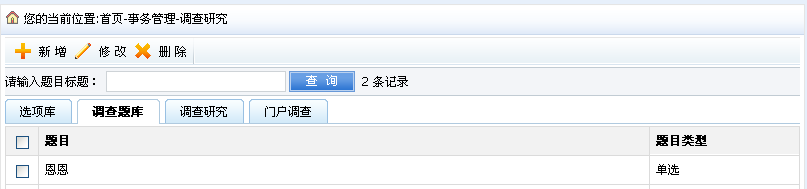 您的当前位置:首页-事务管理-调查研究
新增 修改 删除
请输入题目标题: 查 询 2 条记录
选项库 调查题库 调查研究 门户调查
题目 题目类型
恩恩 单选